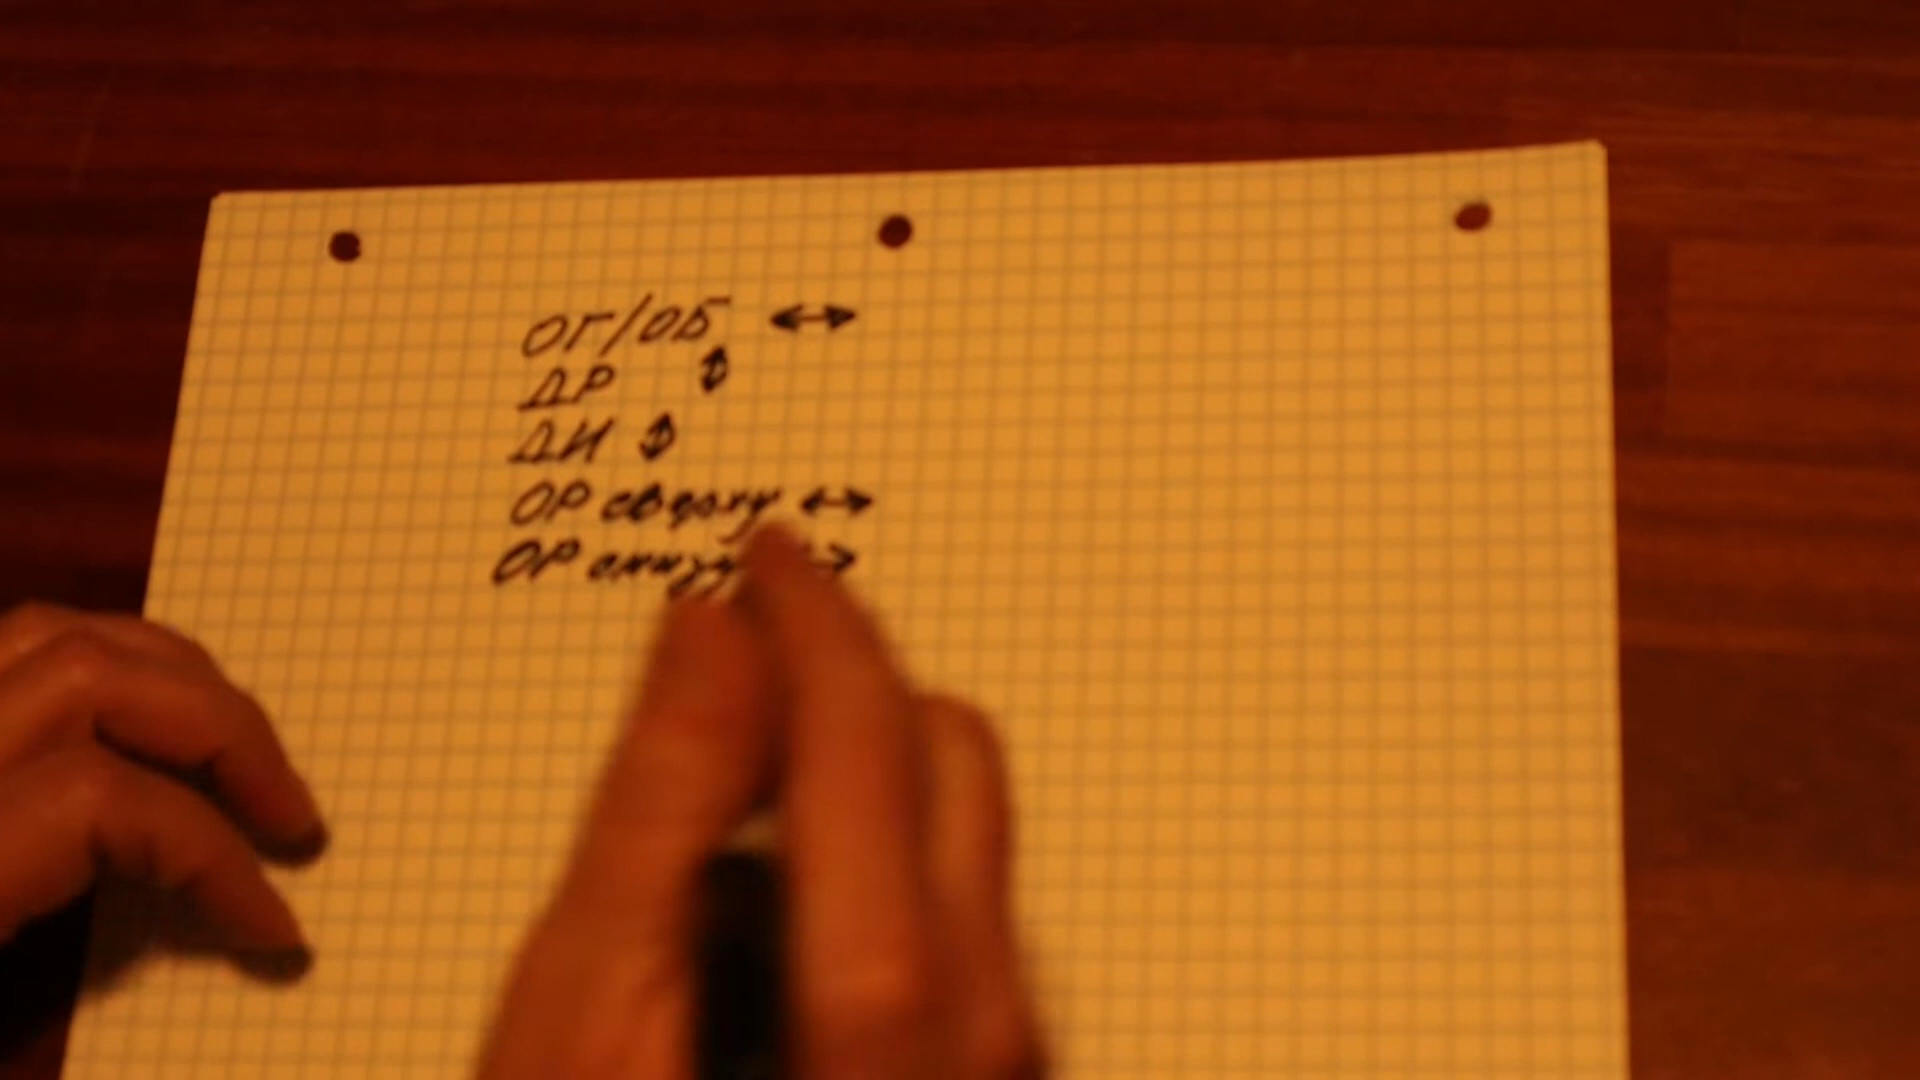 ОГ/ОБ ↔
ДР ↕
ДИ ↕
ОР сверху ↔
ОР снизу